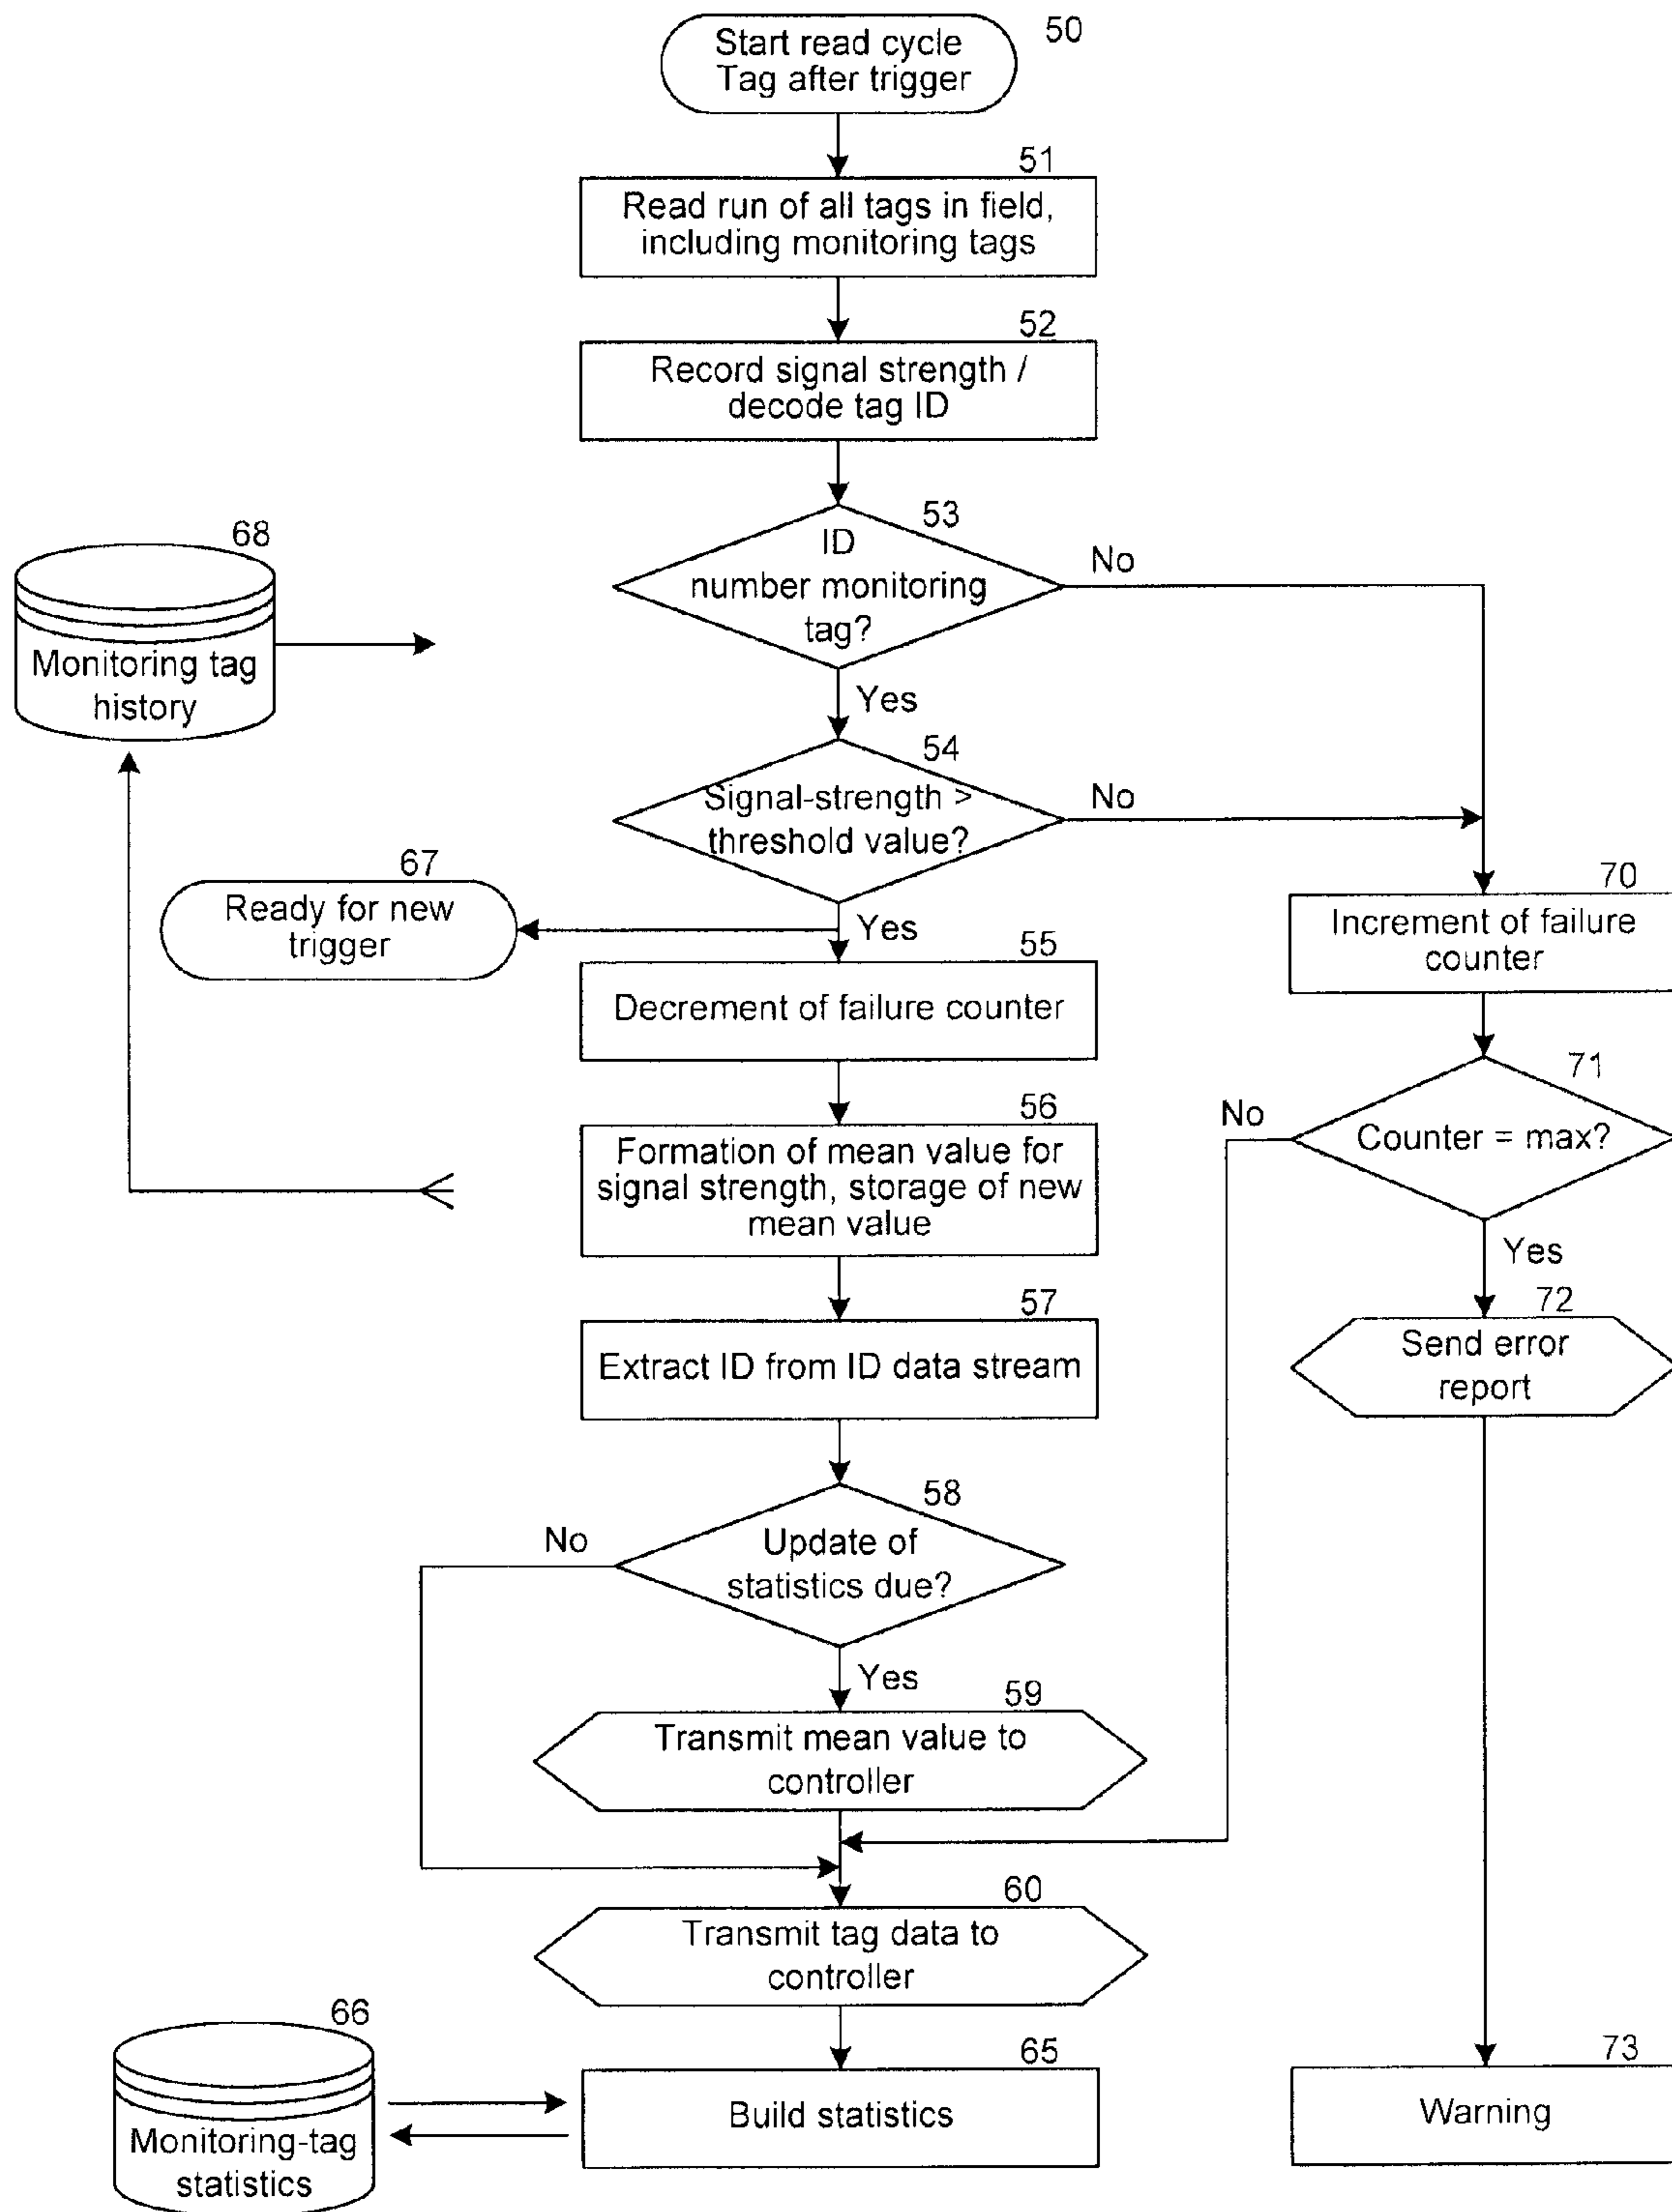 50
Start read cycle
Tag after trigger
51
Read run of all tags in field,
including monitoring tags
52
Record signal strength /
decode tag ID
53
ID
number monitoring
tag?
No
Yes
68
Monitoring tag
history
54
Signal-strength >
threshold value?
No
Yes
67
Ready for new
trigger
55
Decrement of failure counter
70
Increment of failure
counter
56
Formation of mean value for
signal strength, storage of new
mean value
71
Counter = max?
No
Yes
57
Extract ID from ID data stream
72
Send error
report
58
Update of
statistics due?
No
Yes
59
Transmit mean value to
controller
60
Transmit tag data to
controller
66
Monitoring-tag
statistics
65
Build statistics
73
Warning